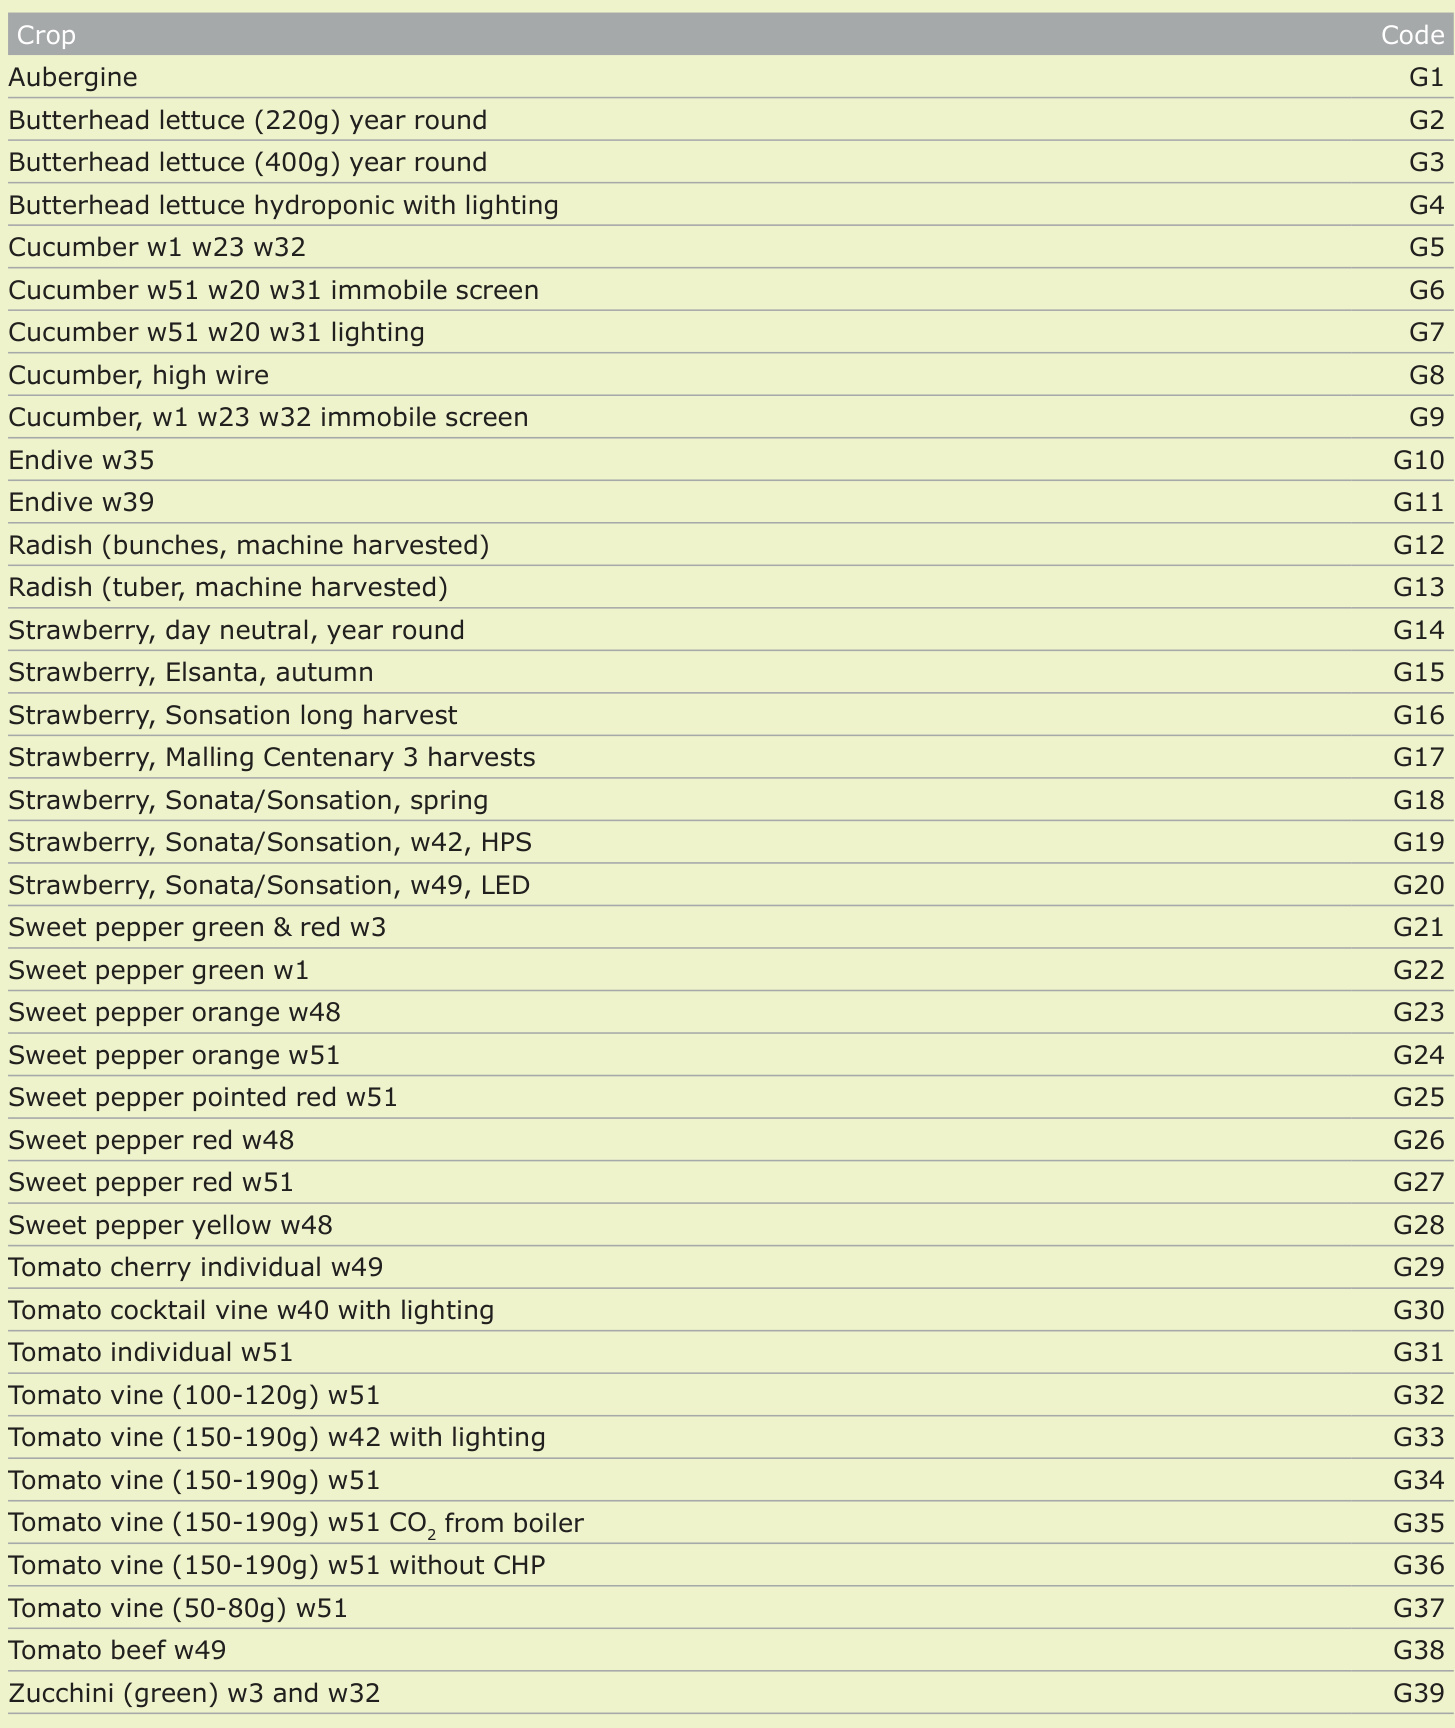 Crop Code
Aubergine G1
Butterhead lettuce (220g) year round G2
Butterhead lettuce (400g) year round G3
Butterhead lettuce hydroponic with lighting G4
Cucumber w1 w23 w32 G5
Cucumber w51 w20 w31 immobile screen G6
Cucumber w51 w20 w31 lighting G7
Cucumber, high wire G8
Cucumber, w1 w23 w32 immobile screen G9
Endive w35 G10
Endive w39 G11
Radish (bunches, machine harvested) G12
Radish (tuber, machine harvested) G13
Strawberry, day neutral, year round G14
Strawberry, Elsanta, autumn G15
Strawberry, Sonsation long harvest G16
Strawberry, Malling Centenary 3 harvests G17
Strawberry, Sonata/Sonsation, spring G18
Strawberry, Sonata/Sonsation, w42, HPS G19
Strawberry, Sonata/Sonsation, w49, LED G20
Sweet pepper green & red w3 G21
Sweet pepper green w1 G22
Sweet pepper orange w48 G23
Sweet pepper orange w51 G24
Sweet pepper pointed red w51 G25
Sweet pepper red w48 G26
Sweet pepper red w51 G27
Sweet pepper yellow w48 G28
Tomato cherry individual w49 G29
Tomato cocktail vine w40 with lighting G30
Tomato individual w51 G31
Tomato vine (100-120g) w51 G32
Tomato vine (150-190g) w42 with lighting G33
Tomato vine (150-190g) w51 G34
Tomato vine (150-190g) w51 CO₂ from boiler G35
Tomato vine (150-190g) w51 without CHP G36
Tomato vine (50-80g) w51 G37
Tomato beef w49 G38
Zucchini (green) w3 and w32 G39